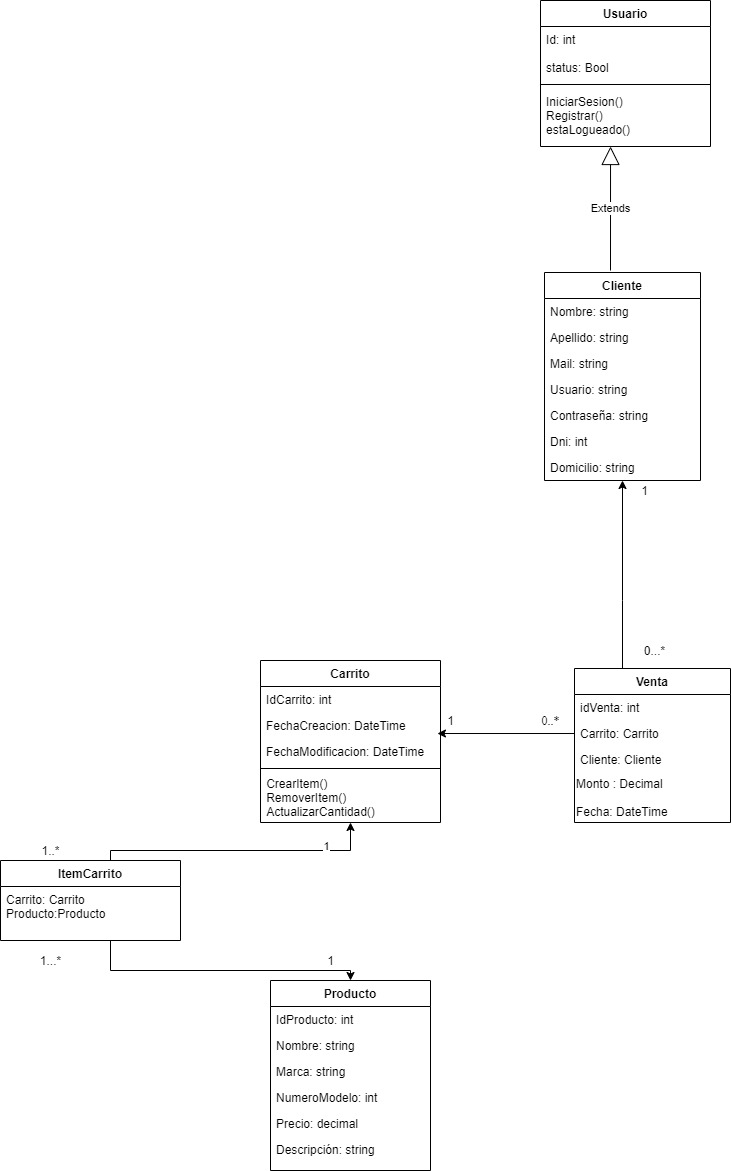 Usuario
Id: int
status: Bool
IniciarSesion()
Registrar()
estaLogueado()
Extends
Cliente
Nombre: string
Apellido: string
Mail: string
Usuario: string
Contraseña: string
Dni: int
Domicilio: string
1
0...*
Carrito
IdCarrito: int
FechaCreacion: DateTime
FechaModificacion: DateTime
CrearItem()
RemoverItem()
ActualizarCantidad()
1
0..*
Venta
idVenta: int
Carrito: Carrito
Cliente: Cliente
Monto : Decimal
Fecha: DateTime
1..*
1
ItemCarrito
Carrito: Carrito
Producto:Producto
1...*
1
Producto
IdProducto: int
Nombre: string
Marca: string
NumeroModelo: int
Precio: decimal
Descripción: string